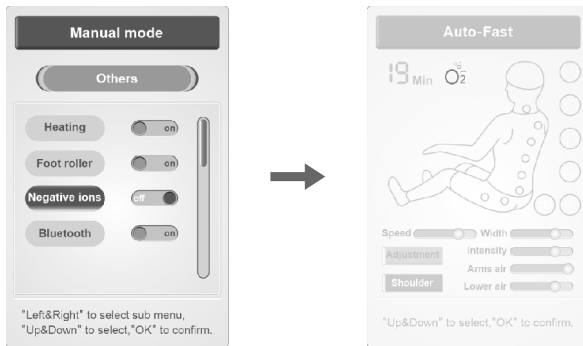 Manual mode
Others
Heating on
Foot roller on
Negative ions off
Bluetooth on
"Left&Right" to select sub menu,
"Up&Down" to select,"OK" to confirm.
Auto-Fast
19 Min O2
Speed Width
Adjustment Intensity
Arms air
Shoulder Lower air
"Up&Down" to select,"OK" to confirm.